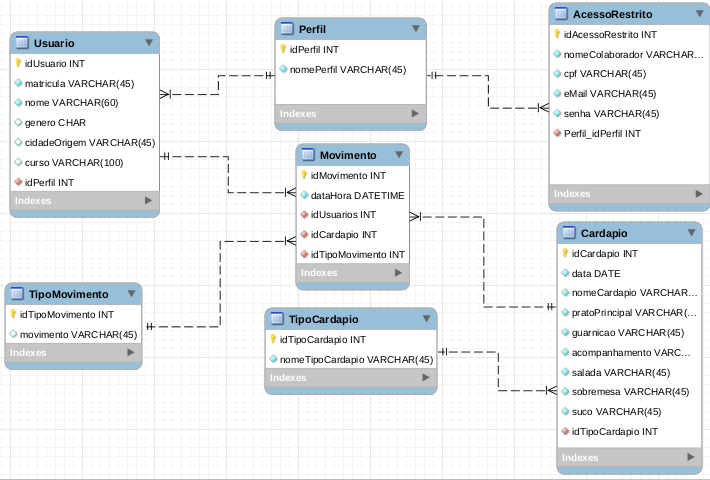 Usuario
idUsuario INT
matricula VARCHAR(45)
nome VARCHAR(60)
genero CHAR
cidadeOrigem VARCHAR(45)
curso VARCHAR(100)
idPerfil INT
Indexes
Perfil
idPerfil INT
nomePerfil VARCHAR(45)
Indexes
AcessoRestrito
idAcessoRestrito INT
nomeColaborador VARCHAR...
cpf VARCHAR(45)
eMail VARCHAR(45)
senha VARCHAR(45)
Perfil_idPerfil INT
Indexes
Movimento
idMovimento INT
dataHora DATETIME
idUsuarios INT
idCardapio INT
idTipoMovimento INT
Indexes
Cardapio
idCardapio INT
data DATE
nomeCardapio VARCHAR...
pratoPrincipal VARCHAR(...
guarnicao VARCHAR(45)
acompanhamento VARC...
salada VARCHAR(45)
sobremesa VARCHAR(45)
suco VARCHAR(45)
idTipoCardapio INT
Indexes
TipoMovimento
idTipoMovimento INT
movimento VARCHAR(45)
Indexes
TipoCardapio
idTipoCardapio INT
nomeTipoCardapio VARCHAR(45)
Indexes